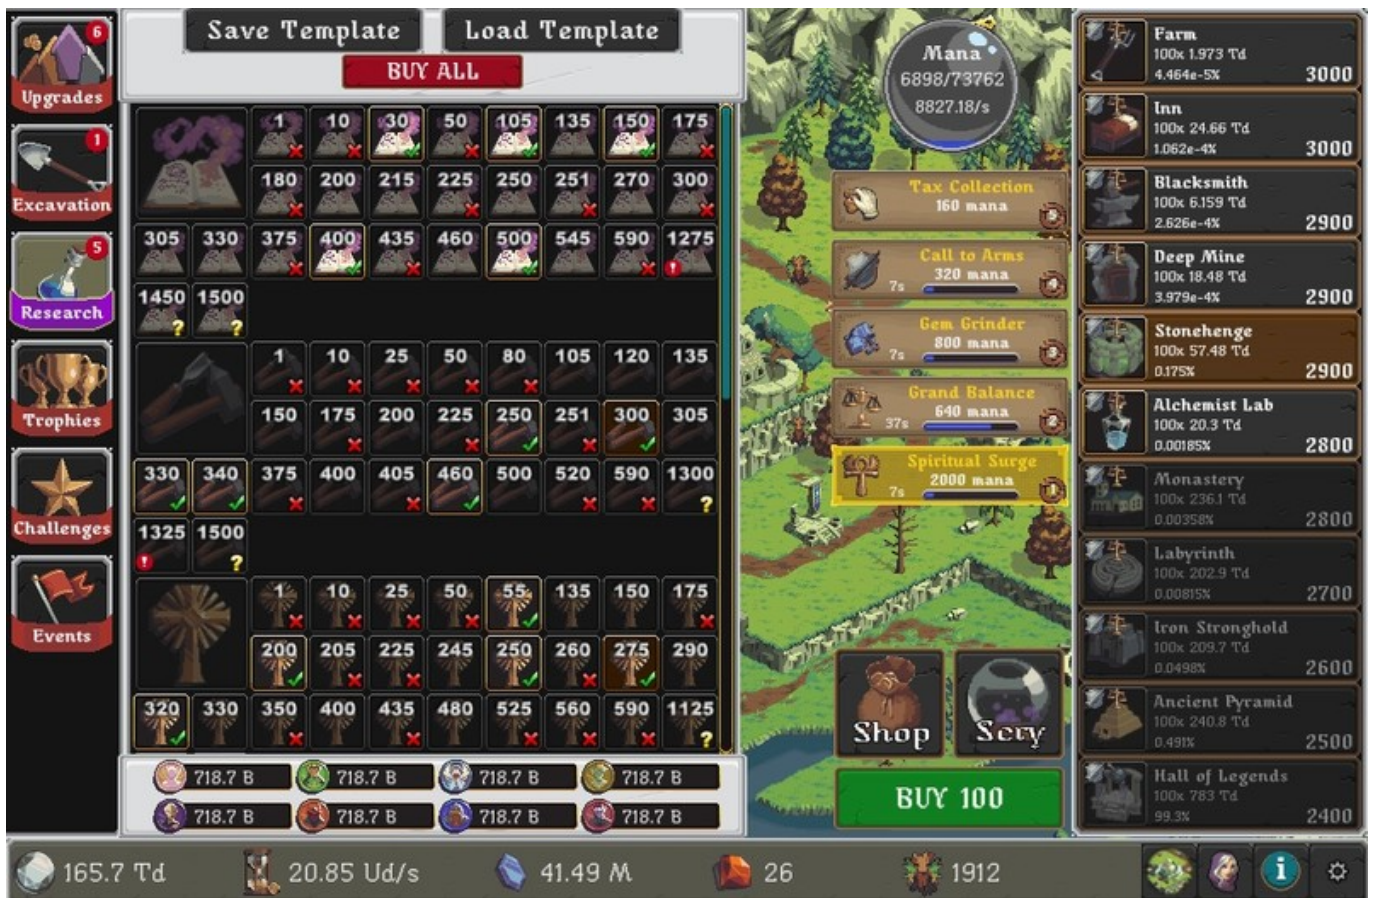 6
Upgrades
1
Excavation
5
Research
Trophies
Challenges
Events
Save Template
Load Template
BUY ALL
1 10 30 50 105 135 150 175
180 200 215 225 250 251 270 300
305 330 375 400 435 460 500 545 590 1275
1450 1500
1 10 25 50 80 105 120 135
150 175 200 225 250 251 300 305
330 340 375 400 405 460 500 520 590 1300
1325 1500
1 10 25 50 55 135 150 175
200 205 225 245 250 260 275 290
320 330 350 400 435 480 525 560 590 1125
718.7 B 718.7 B 718.7 B 718.7 B
718.7 B 718.7 B 718.7 B 718.7 B
Mana
6898/73762
8827.18/s
Tax Collection
160 mana
5
Call to Arms
320 mana
7s
4
Gem Grinder
800 mana
7s
3
Grand Balance
640 mana
37s
2
Spiritual Surge
2000 mana
7s
1
Shop
Scry
BUY 100
Farm
100x 1.973 Td
4.464e-5% 3000
Inn
100x 24.66 Td
1.062e-4% 3000
Blacksmith
100x 6.159 Td
2.626e-4% 2900
Deep Mine
100x 18.48 Td
3.979e-4% 2900
Stonehenge
100x 57.48 Td
0.175% 2900
Alchemist Lab
100x 20.3 Td
0.00185% 2800
Monastery
100x 236.1 Td
0.00358% 2800
Labyrinth
100x 202.9 Td
0.00815% 2700
Iron Stronghold
100x 209.7 Td
0.0498% 2600
Ancient Pyramid
100x 240.8 Td
0.491% 2500
Hall of Legends
100x 783 Td
99.3% 2400
165.7 Td 20.85 Ud/s 41.49 M 26 1912